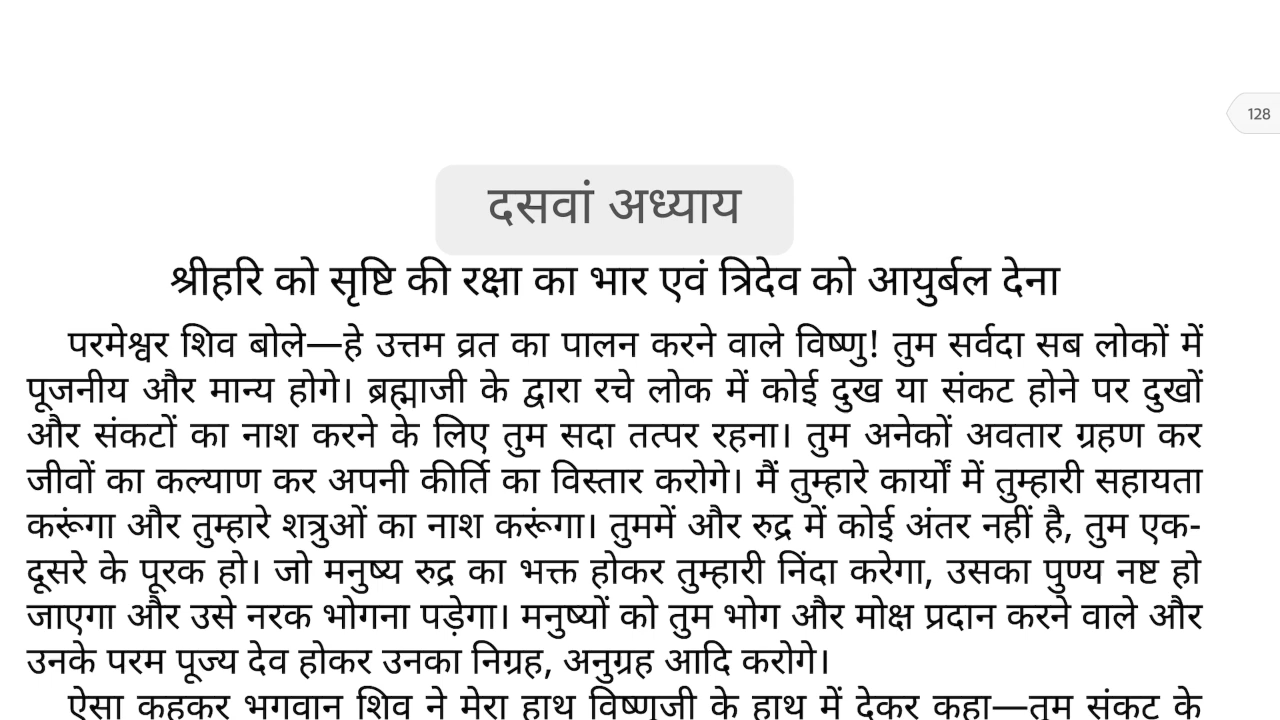 128
दसवां अध्याय
श्रीहरि को सृष्टि की रक्षा का भार एवं त्रिदेव को आयुर्बल देना
परमेश्वर शिव बोले—हे उत्तम व्रत का पालन करने वाले विष्णु! तुम सर्वदा सब लोकों में
पूजनीय और मान्य होगे। ब्रह्माजी के द्वारा रचे लोक में कोई दुख या संकट होने पर दुखों
और संकटों का नाश करने के लिए तुम सदा तत्पर रहना। तुम अनेकों अवतार ग्रहण कर
जीवों का कल्याण कर अपनी कीर्ति का विस्तार करोगे। मैं तुम्हारे कार्यों में तुम्हारी सहायता
करूंगा और तुम्हारे शत्रुओं का नाश करूंगा। तुममें और रुद्र में कोई अंतर नहीं है, तुम एक-
दूसरे के पूरक हो। जो मनुष्य रुद्र का भक्त होकर तुम्हारी निंदा करेगा, उसका पुण्य नष्ट हो
जाएगा और उसे नरक भोगना पड़ेगा। मनुष्यों को तुम भोग और मोक्ष प्रदान करने वाले और
उनके परम पूज्य देव होकर उनका निग्रह, अनुग्रह आदि करोगे।
ऐसा कहकर भगवान शिव ने मेरा हाथ विष्णुजी के हाथ में देकर कहा—तुम संकट के